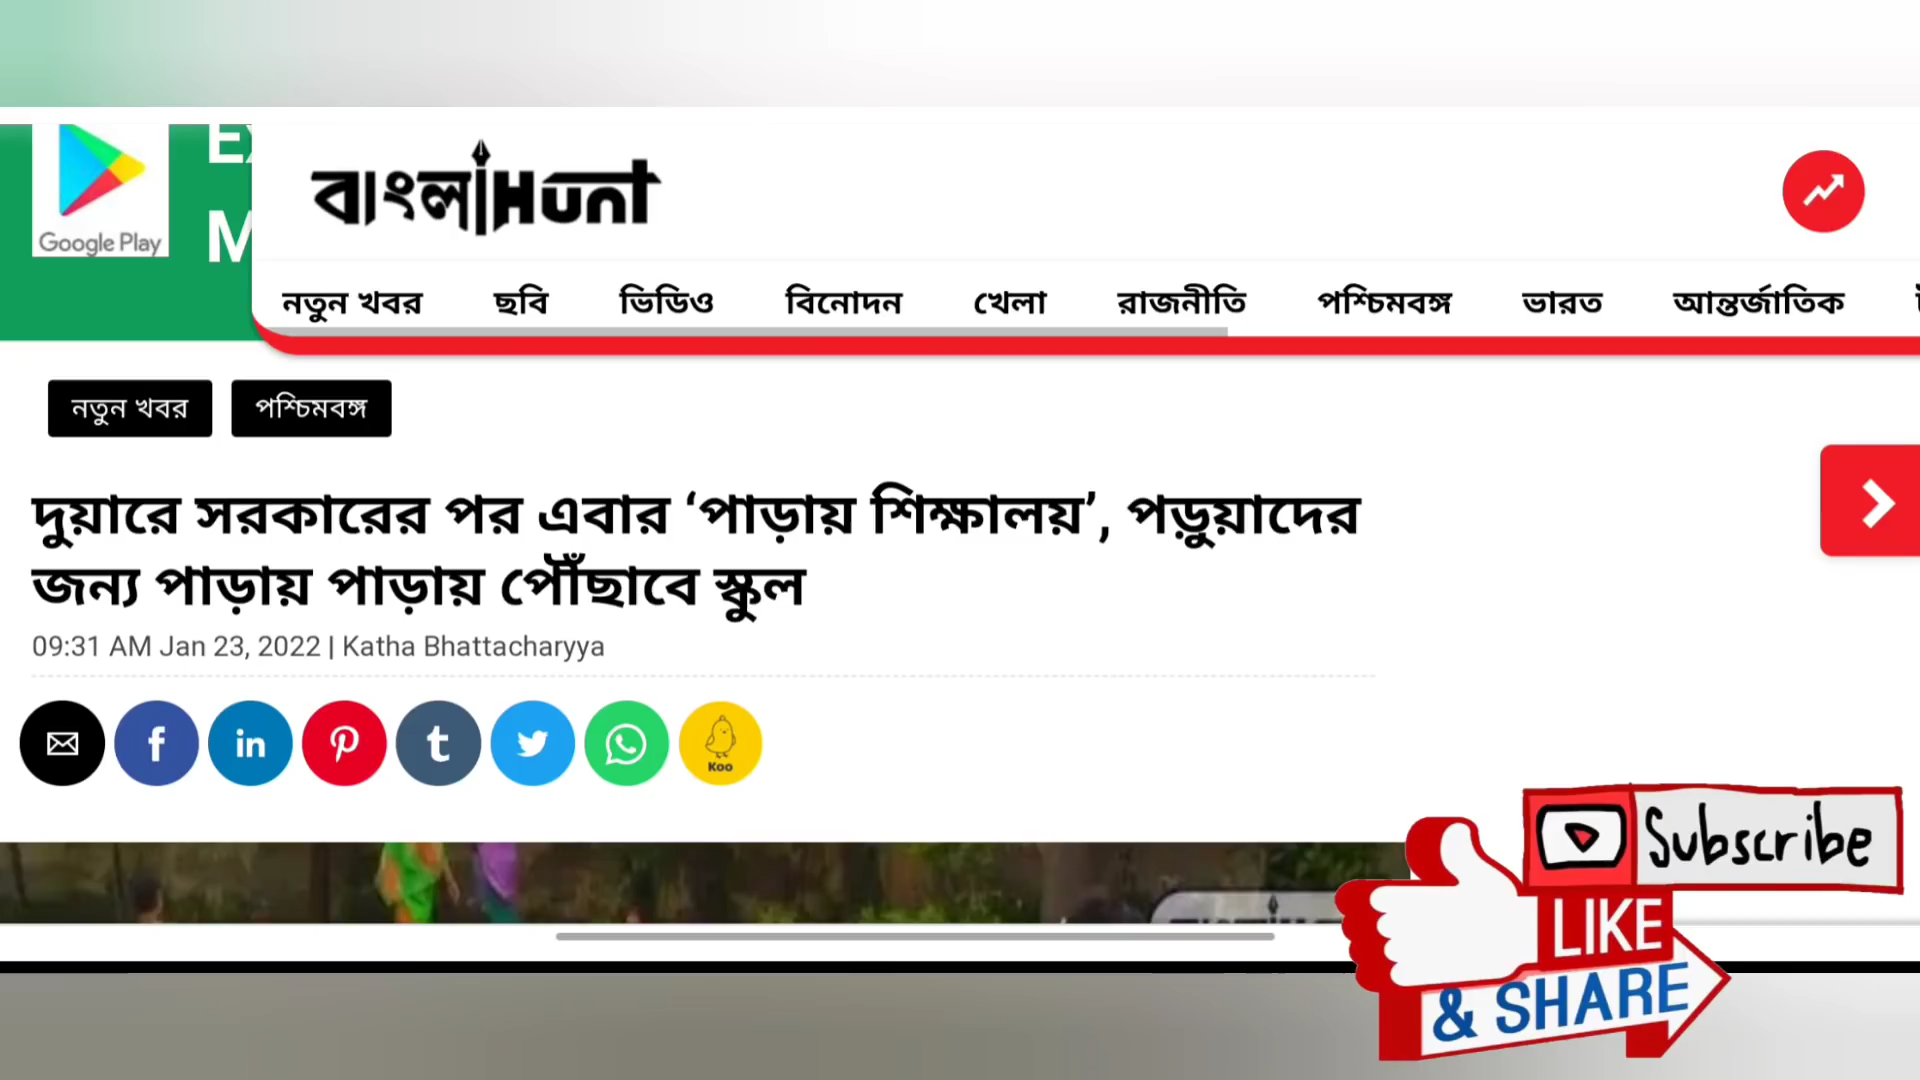 Google Play
বাংলাHunt
নতুন খবর ছবি ভিডিও বিনোদন খেলা রাজনীতি পশ্চিমবঙ্গ ভারত আন্তর্জাতিক
নতুন খবর পশ্চিমবঙ্গ
দুয়ারে সরকারের পর এবার ‘পাড়ায় শিক্ষালয়’, পড়ুয়াদের
জন্য পাড়ায় পাড়ায় পৌঁছাবে স্কুল
09:31 AM Jan 23, 2022 | Katha Bhattacharyya
Koo
Subscribe
LIKE
& SHARE